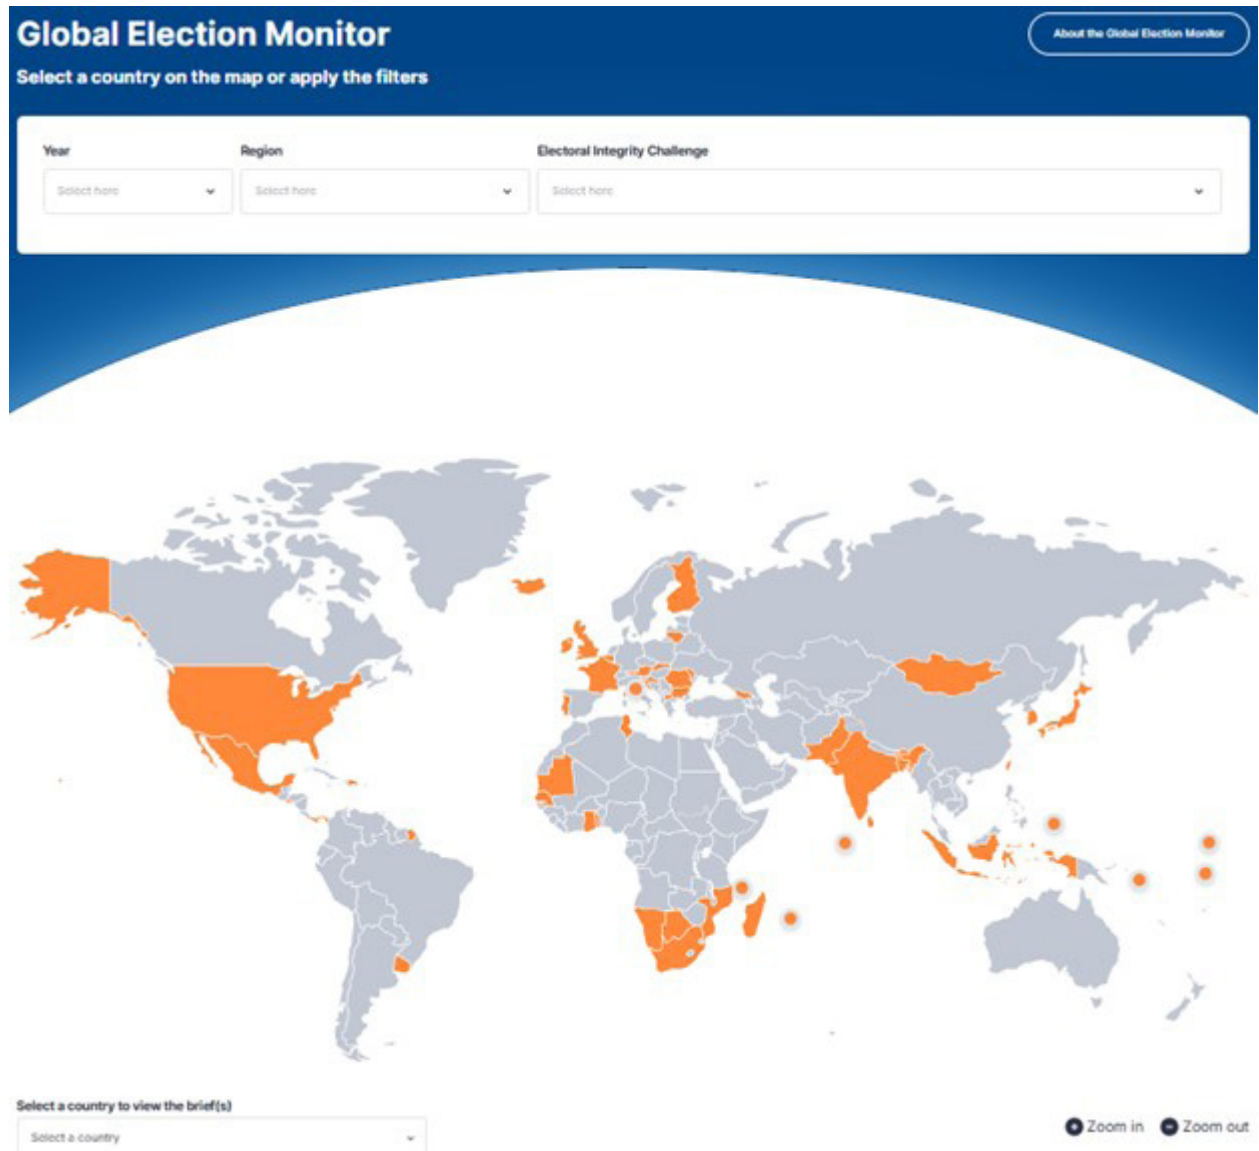 Global Election Monitor
About the Global Election Monitor
Select a country on the map or apply the filters
Year
Region
Electoral Integrity Challenge
Select here
Select here
Select here
Select a country to view the brief(s)
Select a country
Zoom in
Zoom out